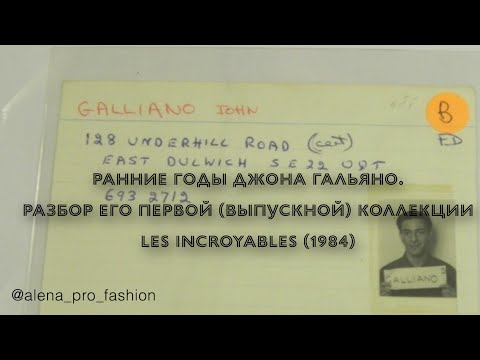 GALLIANO JOHN
B
FD
128 UNDERHILL ROAD (cert)
EAST DULWICH SE22
693 2712
РАННИЕ ГОДЫ ДЖОНА ГАЛЬЯНО.
РАЗБОР ЕГО ПЕРВОЙ (ВЫПУСКНОЙ) КОЛЛЕКЦИИ
LES INCROYABLES (1984)
GALLIANO
@alena_pro_fashion